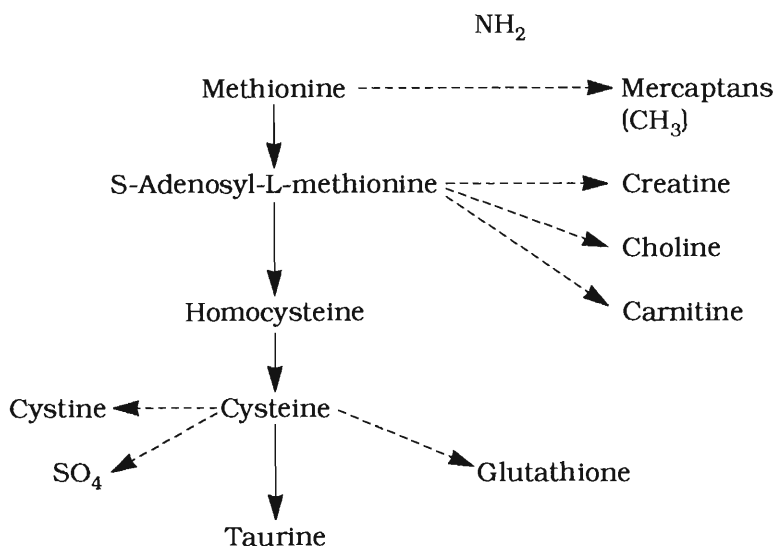 NH₂
Methionine
Mercaptans
(CH₃)
S-Adenosyl-L-methionine
Creatine
Choline
Homocysteine
Carnitine
Cystine
Cysteine
SO₄
Glutathione
Taurine